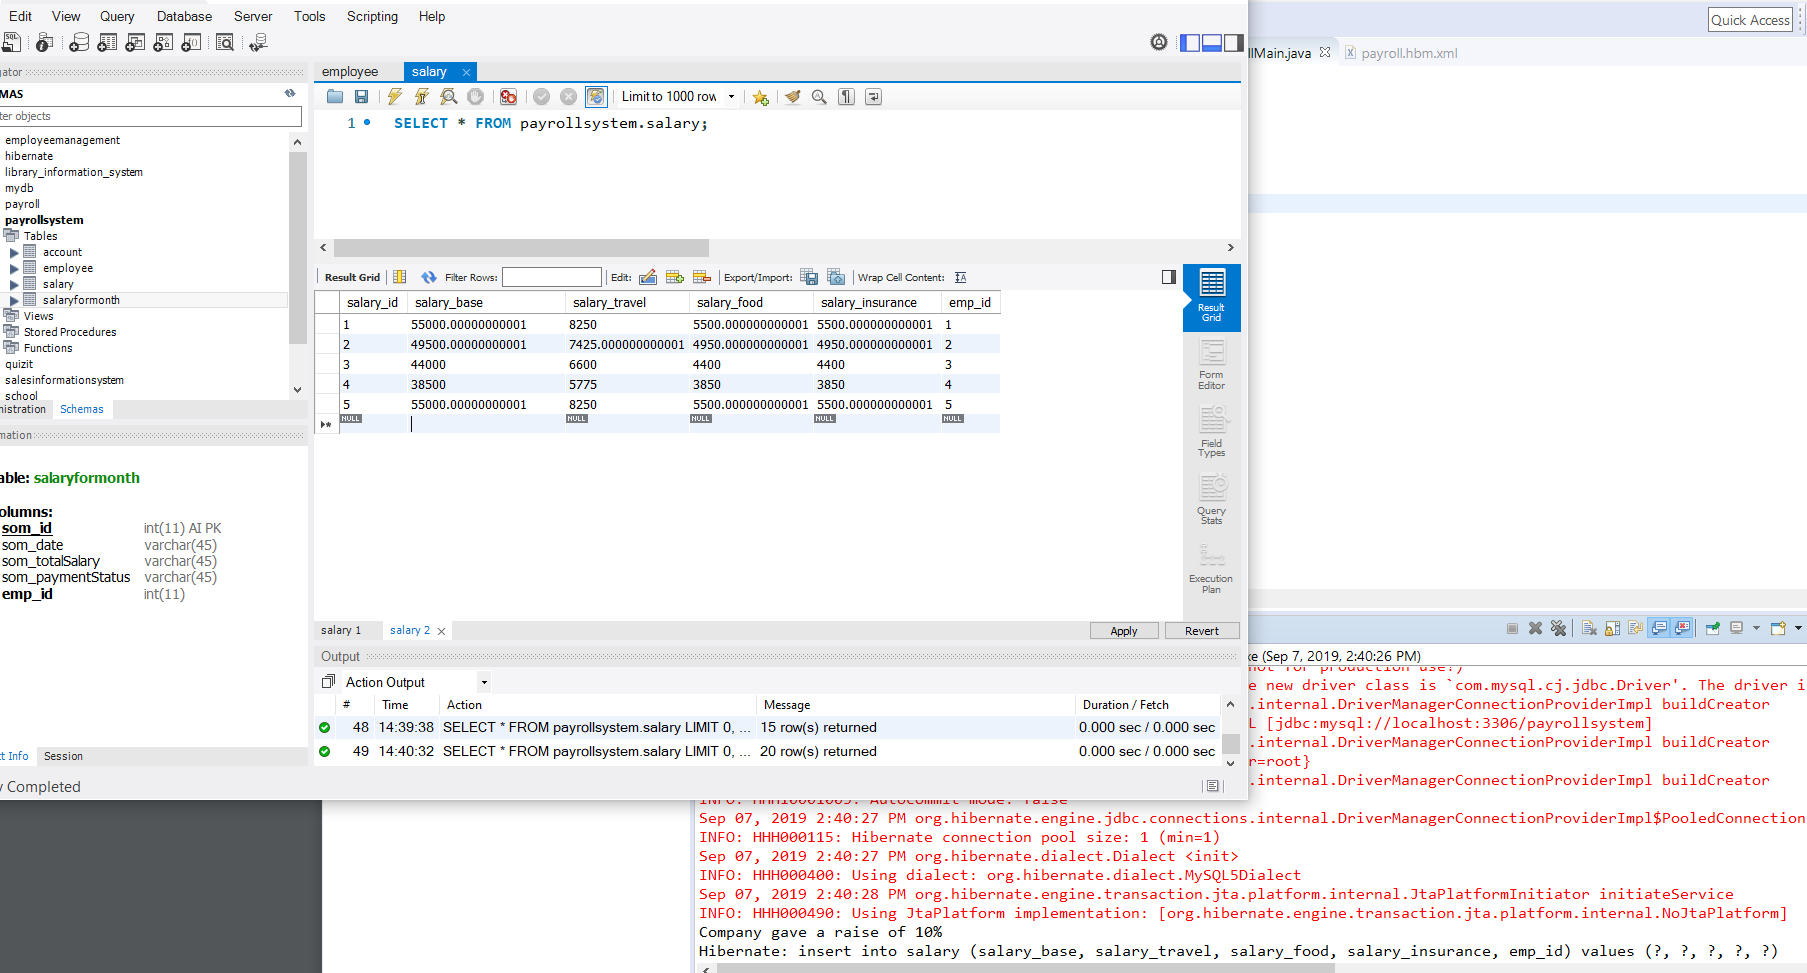 Edit View Query Database Server Tools Scripting Help
Quick Access
llMain.java payroll.hbm.xml
ator
MAS
ter objects
employeemanagement
hibernate
library_information_system
mydb
payroll
payrollsystem
Tables
account
employee
salary
salaryformonth
Views
Stored Procedures
Functions
quizit
salesinformationsystem
school
nistration Schemas
mation
able: salaryformonth
olumns:
som_id int(11) AI PK
som_date varchar(45)
som_totalSalary varchar(45)
som_paymentStatus varchar(45)
emp_id int(11)
ct Info Session
y Completed
employee salary
Limit to 1000 row
1 SELECT * FROM payrollsystem.salary;
Result Grid Filter Rows: Edit: Export/Import: Wrap Cell Content:
salary_id salary_base salary_travel salary_food salary_insurance emp_id
1 55000.00000000001 8250 5500.000000000001 5500.000000000001 1
2 49500.00000000001 7425.000000000001 4950.000000000001 4950.000000000001 2
3 44000 6600 4400 4400 3
4 38500 5775 3850 3850 4
5 55000.00000000001 8250 5500.000000000001 5500.000000000001 5
NULL NULL NULL NULL NULL
Result Grid
Form Editor
Field Types
Query Stats
Execution Plan
salary 1 salary 2 Apply Revert
Output
Action Output
# Time Action Message Duration / Fetch
48 14:39:38 SELECT * FROM payrollsystem.salary LIMIT 0, ... 15 row(s) returned 0.000 sec / 0.000 sec
49 14:40:32 SELECT * FROM payrollsystem.salary LIMIT 0, ... 20 row(s) returned 0.000 sec / 0.000 sec
xe (Sep 7, 2019, 2:40:26 PM)
not for production use!)
e new driver class is `com.mysql.cj.jdbc.Driver'. The driver i
.internal.DriverManagerConnectionProviderImpl buildCreator
L [jdbc:mysql://localhost:3306/payrollsystem]
.internal.DriverManagerConnectionProviderImpl buildCreator
r=root}
.internal.DriverManagerConnectionProviderImpl buildCreator
INFO: HHH10001003: Autocommit mode: false
Sep 07, 2019 2:40:27 PM org.hibernate.engine.jdbc.connections.internal.DriverManagerConnectionProviderImpl$PooledConnection
INFO: HHH000115: Hibernate connection pool size: 1 (min=1)
Sep 07, 2019 2:40:27 PM org.hibernate.dialect.Dialect <init>
INFO: HHH000400: Using dialect: org.hibernate.dialect.MySQL5Dialect
Sep 07, 2019 2:40:28 PM org.hibernate.engine.transaction.jta.platform.internal.JtaPlatformInitiator initiateService
INFO: HHH000490: Using JtaPlatform implementation: [org.hibernate.engine.transaction.jta.platform.internal.NoJtaPlatform]
Company gave a raise of 10%
Hibernate: insert into salary (salary_base, salary_travel, salary_food, salary_insurance, emp_id) values (?, ?, ?, ?, ?)